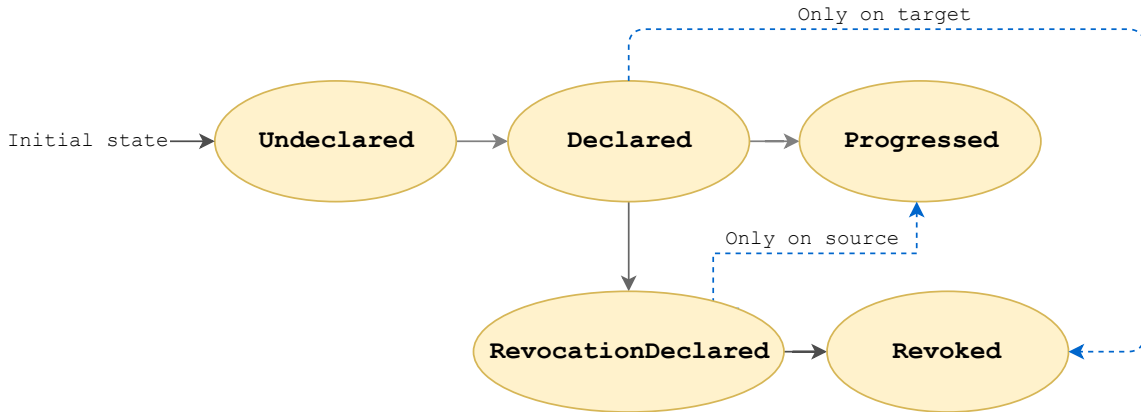 Only on target
Initial state
Undeclared
Declared
Progressed
Only on source
RevocationDeclared
Revoked